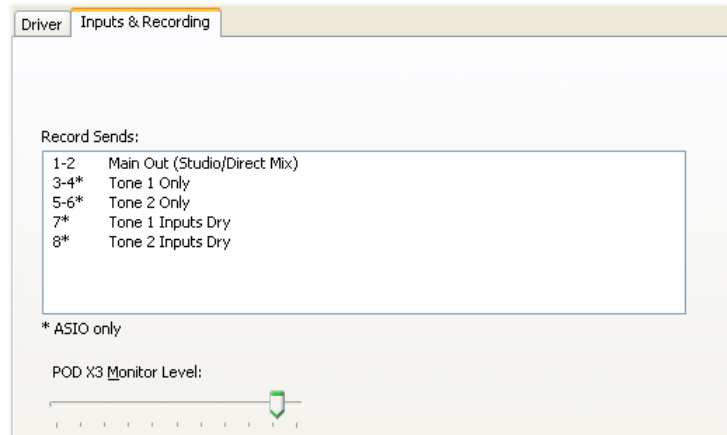 Driver Inputs & Recording
Record Sends:
1-2 Main Out (Studio/Direct Mix)
3-4* Tone 1 Only
5-6* Tone 2 Only
7* Tone 1 Inputs Dry
8* Tone 2 Inputs Dry
* ASIO only
POD X3 Monitor Level: